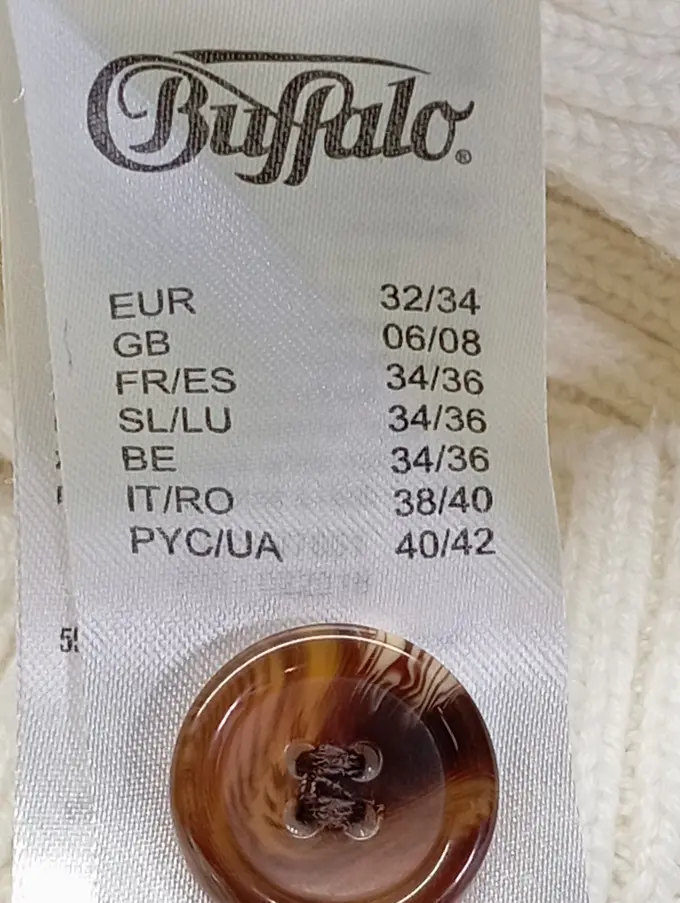 Buffalo®
EUR 32/34
GB 06/08
FR/ES 34/36
SL/LU 34/36
BE 34/36
IT/RO 38/40
PYC/UA 40/42